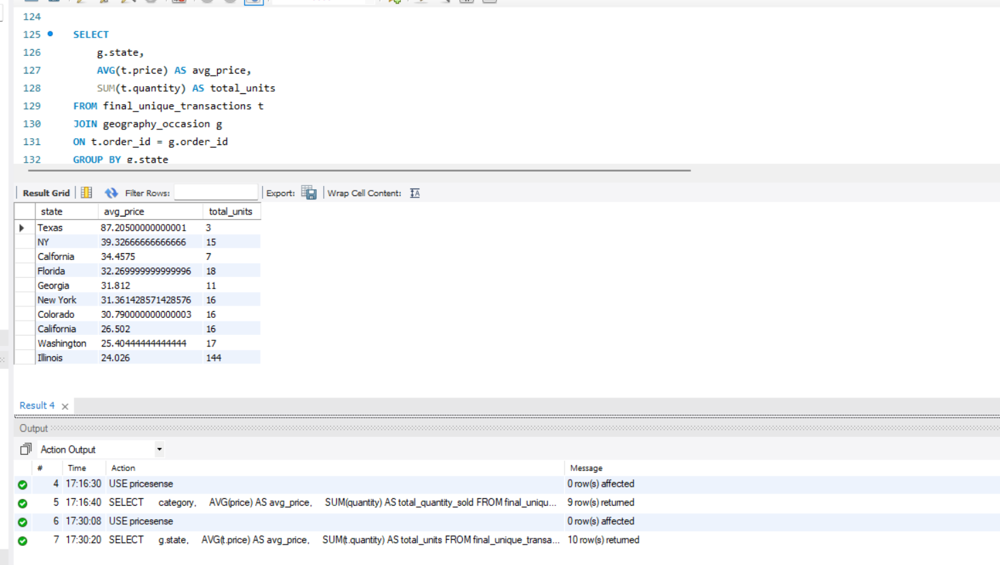 124
125 SELECT
126 g.state,
127 AVG(t.price) AS avg_price,
128 SUM(t.quantity) AS total_units
129 FROM final_unique_transactions t
130 JOIN geography_occasion g
131 ON t.order_id = g.order_id
132 GROUP BY g.state
Result Grid Filter Rows: Export: Wrap Cell Content: IA
state avg_price total_units
Texas 87.20500000000001 3
NY 39.32666666666666 15
Calfornia 34.4575 7
Florida 32.269999999999996 18
Georgia 31.812 11
New York 31.361428571428576 16
Colorado 30.790000000000003 16
California 26.502 16
Washington 25.40444444444444 17
Illinois 24.026 144
Result 4
Output
Action Output
# Time Action Message
4 17:16:30 USE pricesense 0 row(s) affected
5 17:16:40 SELECT category, AVG(price) AS avg_price, SUM(quantity) AS total_quantity_sold FROM final_uniqu... 9 row(s) returned
6 17:30:08 USE pricesense 0 row(s) affected
7 17:30:20 SELECT g.state, AVG(t.price) AS avg_price, SUM(t.quantity) AS total_units FROM final_unique_transa... 10 row(s) returned